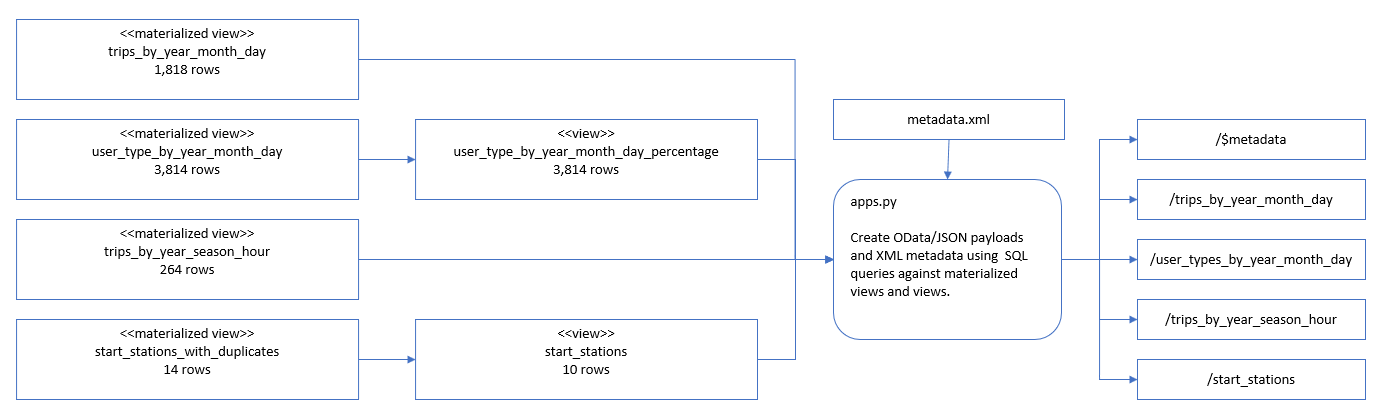 <<materialized view>>
trips_by_year_month_day
1,818 rows
<<materialized view>>
user_type_by_year_month_day
3,814 rows
<<view>>
user_type_by_year_month_day_percentage
3,814 rows
<<materialized view>>
trips_by_year_season_hour
264 rows
<<materialized view>>
start_stations_with_duplicates
14 rows
<<view>>
start_stations
10 rows
metadata.xml
apps.py
Create OData/JSON payloads
and XML metadata using  SQL
queries against materialized
views and views.
/$metadata
/trips_by_year_month_day
/user_types_by_year_month_day
/trips_by_year_season_hour
/start_stations